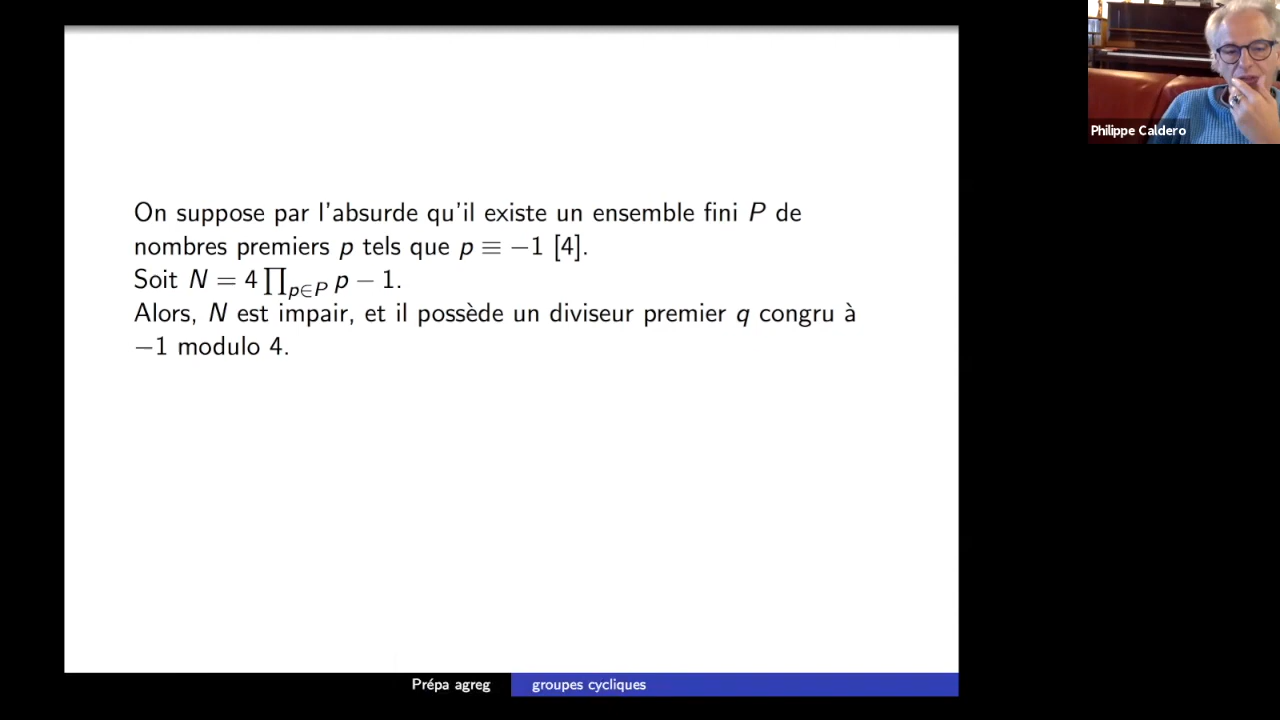 Philippe Caldero
On suppose par l'absurde qu'il existe un ensemble fini P de
nombres premiers p tels que p ≡ −1 [4].
Soit N = 4 ∏_{p∈P} p − 1.
Alors, N est impair, et il possède un diviseur premier q congru à
−1 modulo 4.
Prépa agreg groupes cycliques